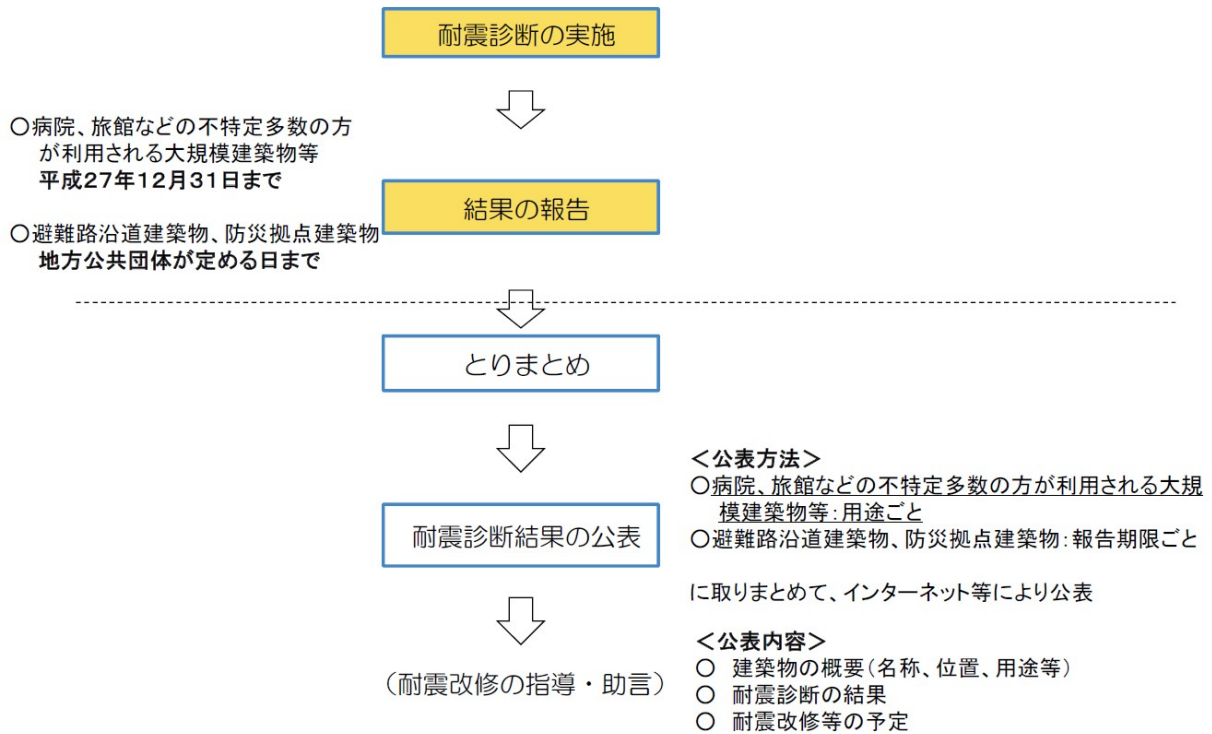 耐震診断の実施
○病院、旅館などの不特定多数の方
が利用される大規模建築物等
平成27年12月31日まで
結果の報告
○避難路沿道建築物、防災拠点建築物
地方公共団体が定める日まで
とりまとめ
耐震診断結果の公表
＜公表方法＞
○病院、旅館などの不特定多数の方が利用される大規
模建築物等：用途ごと
○避難路沿道建築物、防災拠点建築物：報告期限ごと
に取りまとめて、インターネット等により公表
（耐震改修の指導・助言）
＜公表内容＞
○ 建築物の概要（名称、位置、用途等）
○ 耐震診断の結果
○ 耐震改修等の予定